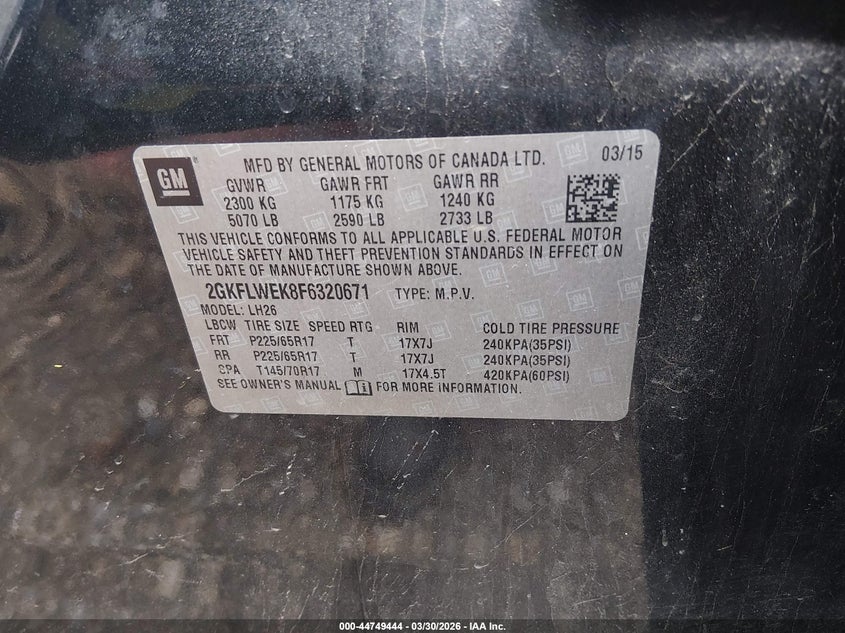 GM
MFD BY GENERAL MOTORS OF CANADA LTD. 03/15
GVWR GAWR FRT GAWR RR
2300 KG 1175 KG 1240 KG
5070 LB 2590 LB 2733 LB
THIS VEHICLE CONFORMS TO ALL APPLICABLE U.S. FEDERAL MOTOR
VEHICLE SAFETY AND THEFT PREVENTION STANDARDS IN EFFECT ON
THE DATE OF MANUFACTURE SHOWN ABOVE.
2GKFLWEK8F6320671 TYPE: M.P.V.
MODEL: LH26
LBCW TIRE SIZE SPEED RTG RIM COLD TIRE PRESSURE
FRT P225/65R17 T 17X7J 240KPA(35PSI)
RR P225/65R17 T 17X7J 240KPA(35PSI)
CPA T145/70R17 M 17X4.5T 420KPA(60PSI)
SEE OWNER'S MANUAL FOR MORE INFORMATION.
000-44749444 - 03/30/2026 - IAA Inc.